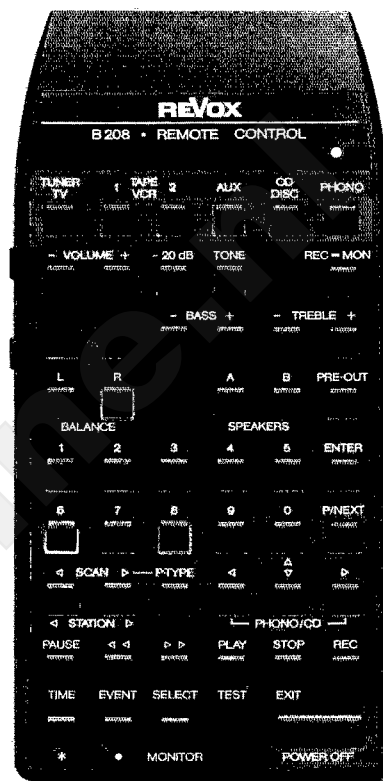 REVOX
B 208 • REMOTE CONTROL
TUNER TV 1 TAPE VCR 2 AUX CD DISC PHONO
- VOLUME + - 20 dB TONE REC = MON
- BASS + - TREBLE +
L R A B PRE-OUT
BALANCE SPEAKERS
1 2 3 4 5 ENTER
6 7 8 9 0 P/NEXT
◁ SCAN ▷ P-TYPE ◁ △ ▽ ▷
◁ STATION ▷ PHONO/CD
PAUSE ◁ ◁ ▷ ▷ PLAY STOP REC
TIME EVENT SELECT TEST EXIT
* • MONITOR POWER OFF